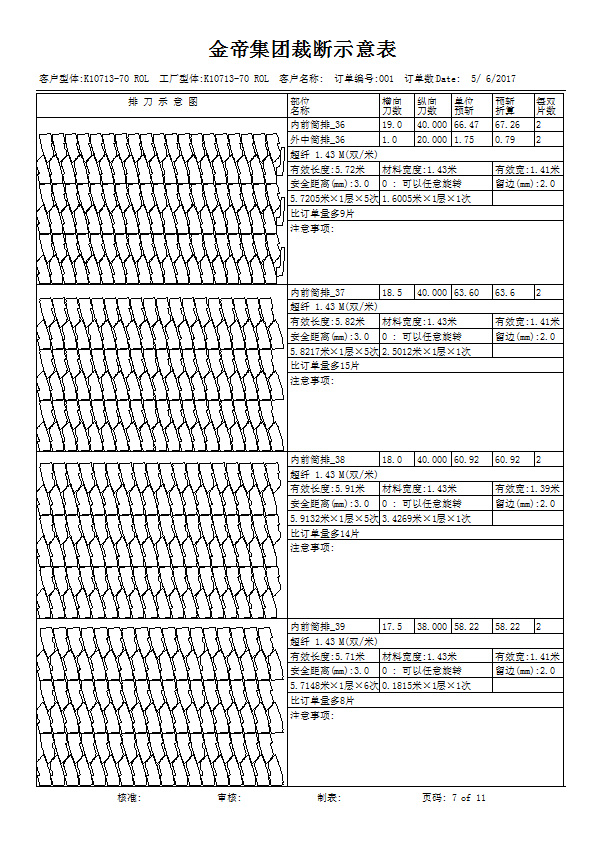 金帝集团裁断示意表
客户型体:K10713-70 ROL 工厂型体:K10713-70 ROL 客户名称: 订单编号:001 订单数Date: 5/ 6/2017
排 刀 示 意 图
部位名称 横向刀数 纵向刀数 单位预斩 预斩折算 每双片数
内前筒排_36 19.0 40.000 66.47 67.26 2
外中筒排_36 1.0 20.000 1.75 0.79 2
超纤 1.43 M(双/米)
有效长度:5.72米 材料宽度:1.43米 有效宽:1.41米
安全距离(mm):3.0 0 : 可以任意旋转 留边(mm):2.0
5.7205米×1层×5次 1.6005米×1层×1次
比订单量多9片
注意事项:
内前筒排_37 18.5 40.000 63.60 63.6 2
超纤 1.43 M(双/米)
有效长度:5.82米 材料宽度:1.43米 有效宽:1.41米
安全距离(mm):3.0 0 : 可以任意旋转 留边(mm):2.0
5.8217米×1层×5次 2.5012米×1层×1次
比订单量多15片
注意事项:
内前筒排_38 18.0 40.000 60.92 60.92 2
超纤 1.43 M(双/米)
有效长度:5.91米 材料宽度:1.43米 有效宽:1.39米
安全距离(mm):3.0 0 : 可以任意旋转 留边(mm):2.0
5.9132米×1层×5次 3.4269米×1层×1次
比订单量多14片
注意事项:
内前筒排_39 17.5 38.000 58.22 58.22 2
超纤 1.43 M(双/米)
有效长度:5.71米 材料宽度:1.43米 有效宽:1.41米
安全距离(mm):3.0 0 : 可以任意旋转 留边(mm):2.0
5.7148米×1层×6次 0.1815米×1层×1次
比订单量多8片
注意事项:
核准: 审核: 制表: 页码: 7 of 11